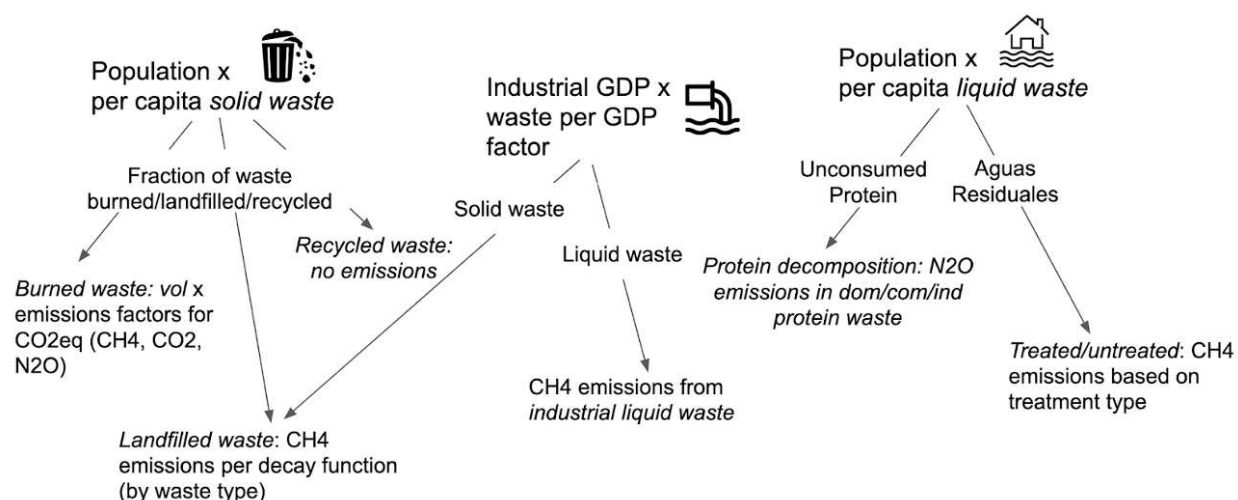 Population x
per capita solid waste
Fraction of waste
burned/landfilled/recycled
Recycled waste:
no emissions
Burned waste: vol x
emissions factors for
CO2eq (CH4, CO2,
N2O)
Landfilled waste: CH4
emissions per decay function
(by waste type)
Industrial GDP x
waste per GDP
factor
Solid waste
Liquid waste
CH4 emissions from
industrial liquid waste
Population x
per capita liquid waste
Unconsumed
Protein
Aguas
Residuales
Protein decomposition: N2O
emissions in dom/com/ind
protein waste
Treated/untreated: CH4
emissions based on
treatment type